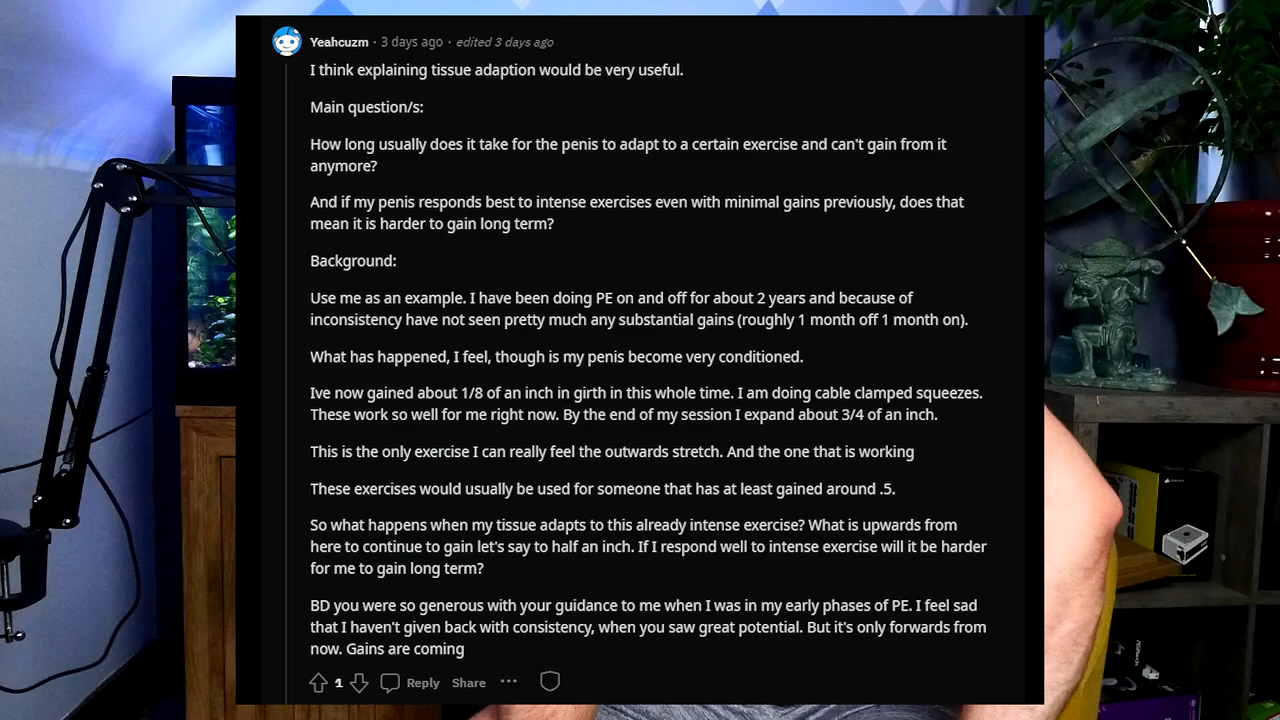 Yeahcuzm · 3 days ago · edited 3 days ago
I think explaining tissue adaption would be very useful.
Main question/s:
How long usually does it take for the penis to adapt to a certain exercise and can't gain from it
anymore?
And if my penis responds best to intense exercises even with minimal gains previously, does that
mean it is harder to gain long term?
Background:
Use me as an example. I have been doing PE on and off for about 2 years and because of
inconsistency have not seen pretty much any substantial gains (roughly 1 month off 1 month on).
What has happened, I feel, though is my penis become very conditioned.
Ive now gained about 1/8 of an inch in girth in this whole time. I am doing cable clamped squeezes.
These work so well for me right now. By the end of my session I expand about 3/4 of an inch.
This is the only exercise I can really feel the outwards stretch. And the one that is working
These exercises would usually be used for someone that has at least gained around .5.
So what happens when my tissue adapts to this already intense exercise? What is upwards from
here to continue to gain let's say to half an inch. If I respond well to intense exercise will it be harder
for me to gain long term?
BD you were so generous with your guidance to me when I was in my early phases of PE. I feel sad
that I haven't given back with consistency, when you saw great potential. But it's only forwards from
now. Gains are coming
1 Reply Share ···